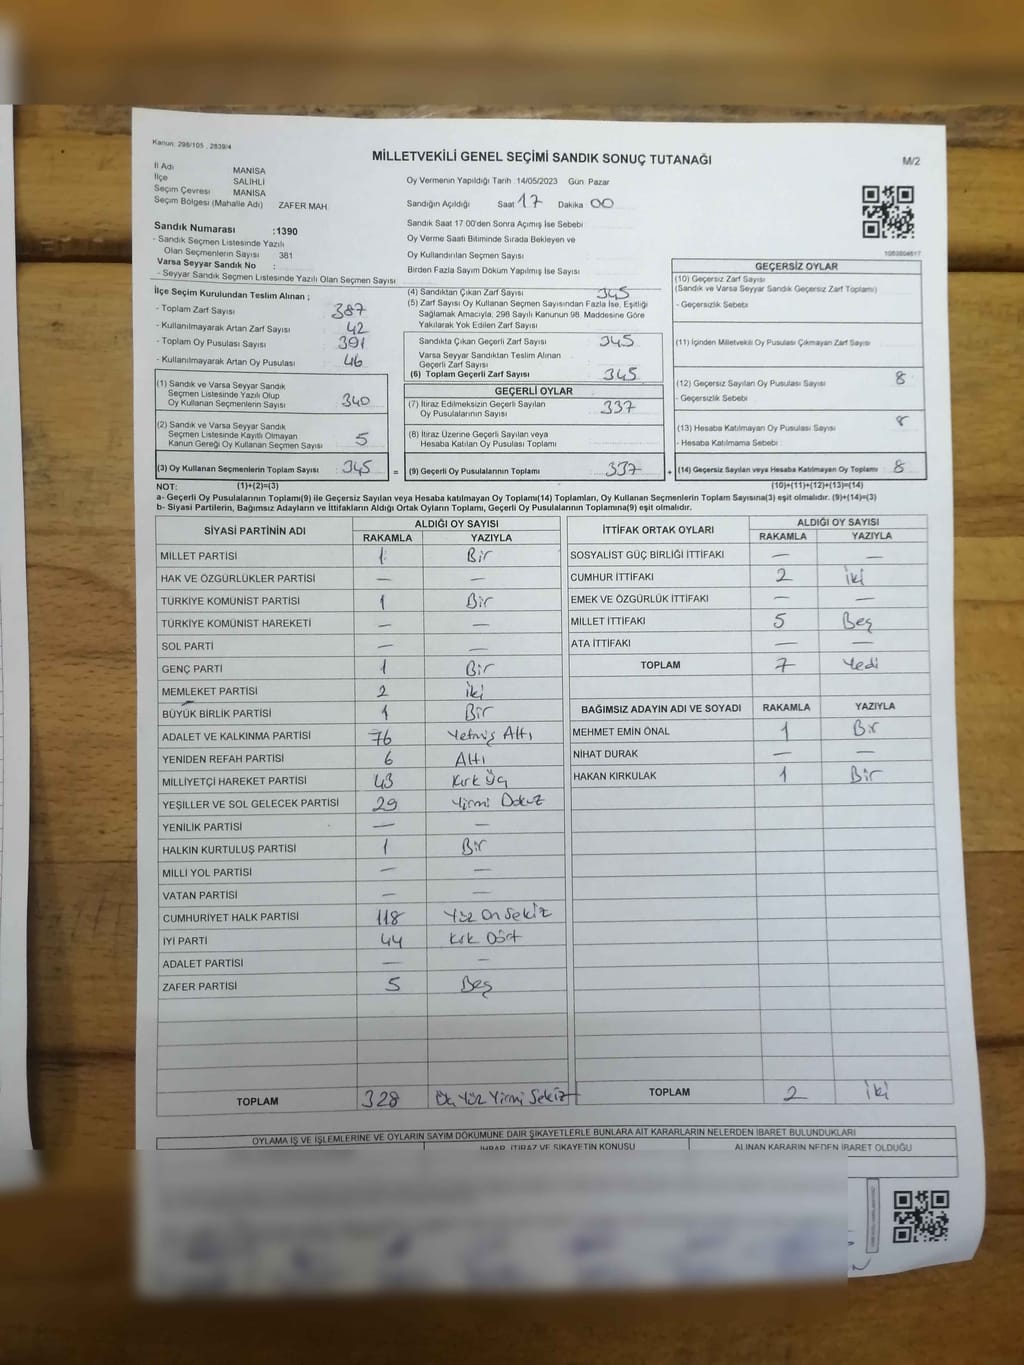 Kanun: 298/105 , 2839/4
MİLLETVEKİLİ GENEL SEÇİMİ SANDIK SONUÇ TUTANAĞI
M/2
İl Adı MANİSA
İlçe SALİHLİ
Seçim Çevresi MANİSA
Seçim Bölgesi (Mahalle Adı) ZAFER MAH.
Oy Vermenin Yapıldığı Tarih 14/05/2023 Gün: Pazar
Sandığın Açıldığı Saat 17 Dakika 00
Sandık Saat 17:00'den Sonra Açmış İse Sebebi
Oy Verme Saati Bitiminde Sırada Bekleyen ve
Oy Kullandırılan Seçmen Sayısı :
Birden Fazla Sayım Döküm Yapılmış İse Sayısı
Sandık Numarası :1390
- Sandık Seçmen Listesinde Yazılı
Olan Seçmenlerin Sayısı 381
Varsa Seyyar Sandık No :
- Seyyar Sandık Seçmen Listesinde Yazılı Olan Seçmen Sayısı :
İlçe Seçim Kurulundan Teslim Alınan ;
- Toplam Zarf Sayısı 387
- Kullanılmayarak Artan Zarf Sayısı 42
- Toplam Oy Pusulası Sayısı 391
- Kullanılmayarak Artan Oy Pusulası 46
(1) Sandık ve Varsa Seyyar Sandık
Seçmen Listesinde Yazılı Olup
Oy Kullanan Seçmenlerin Sayısı 340
(2) Sandık ve Varsa Seyyar Sandık
Seçmen Listesinde Kayıtlı Olmayan
Kanun Gereği Oy Kullanan Seçmen Sayısı 5
(3) Oy Kullanan Seçmenlerin Toplam Sayısı 345 =
(4) Sandıktan Çıkan Zarf Sayısı 345
(5) Zarf Sayısı Oy Kullanan Seçmen Sayısından Fazla İse, Eşitliği
Sağlamak Amacıyla, 298 Sayılı Kanunun 98. Maddesine Göre
Yakılarak Yok Edilen Zarf Sayısı
Sandıkta Çıkan Geçerli Zarf Sayısı 345
Varsa Seyyar Sandıktan Teslim Alınan
Geçerli Zarf Sayısı
(6) Toplam Geçerli Zarf Sayısı 345
GEÇERLİ OYLAR
(7) İtiraz Edilmeksizin Geçerli Sayılan
Oy Pusulalarının Sayısı 337
(8) İtiraz Üzerine Geçerli Sayılan veya
Hesaba Katılan Oy Pusulası Toplamı
(9) Geçerli Oy Pusulalarının Toplamı 337 +
GEÇERSİZ OYLAR
(10) Geçersiz Zarf Sayısı
(Sandık ve Varsa Seyyar Sandık Geçersiz Zarf Toplamı)
- Geçersizlik Sebebi
(11) İçinden Milletvekili Oy Pusulası Çıkmayan Zarf Sayısı
(12) Geçersiz Sayılan Oy Pusulası Sayısı 8
- Geçersizlik Sebebi
(13) Hesaba Katılmayan Oy Pusulası Sayısı 8
- Hesaba Katılmama Sebebi
(14) Geçersiz Sayılan veya Hesaba Katılmayan Oy Toplamı 8
NOT: (1)+(2)=(3) (10)+(11)+(12)+(13)=(14)
a- Geçerli Oy Pusulalarının Toplamı(9) ile Geçersiz Sayılan veya Hesaba katılmayan Oy Toplamı(14) Toplamları, Oy Kullanan Seçmenlerin Toplam Sayısına(3) eşit olmalıdır. (9)+(14)=(3)
b- Siyasi Partilerin, Bağımsız Adayların ve İttifakların Aldığı Ortak Oyların Toplamı, Geçerli Oy Pusulalarının Toplamına(9) eşit olmalıdır.
SİYASİ PARTİNİN ADI ALDIĞI OY SAYISI
RAKAMLA YAZIYLA
MİLLET PARTİSİ 1 Bir
HAK VE ÖZGÜRLÜKLER PARTİSİ — —
TÜRKİYE KOMÜNİST PARTİSİ 1 Bir
TÜRKİYE KOMÜNİST HAREKETİ — —
SOL PARTİ — —
GENÇ PARTİ 1 Bir
MEMLEKET PARTİSİ 2 iki
BÜYÜK BİRLİK PARTİSİ 1 Bir
ADALET VE KALKINMA PARTİSİ 76 Yetmiş Altı
YENİDEN REFAH PARTİSİ 6 Altı
MİLLİYETÇİ HAREKET PARTİSİ 43 Kırk Üç
YEŞİLLER VE SOL GELECEK PARTİSİ 29 Yirmi Dokuz
YENİLİK PARTİSİ — —
HALKIN KURTULUŞ PARTİSİ 1 Bir
MİLLİ YOL PARTİSİ — —
VATAN PARTİSİ — —
CUMHURİYET HALK PARTİSİ 118 Yüz On Sekiz
İYİ PARTİ 44 Kırk Dört
ADALET PARTİSİ — —
ZAFER PARTİSİ 5 Beş
TOPLAM 328 Üç Yüz Yirmi Sekiz
İTTİFAK ORTAK OYLARI ALDIĞI OY SAYISI
RAKAMLA YAZIYLA
SOSYALİST GÜÇ BİRLİĞİ İTTİFAKI — —
CUMHUR İTTİFAKI 2 iki
EMEK VE ÖZGÜRLÜK İTTİFAKI — —
MİLLET İTTİFAKI 5 Beş
ATA İTTİFAKI — —
TOPLAM 7 Yedi
BAĞIMSIZ ADAYIN ADI VE SOYADI RAKAMLA YAZIYLA
MEHMET EMİN ÖNAL 1 Bir
NİHAT DURAK — —
HAKAN KIRKULAK 1 Bir
TOPLAM 2 İki
OYLAMA İŞ VE İŞLEMLERİNE VE OYLARIN SAYIM DÖKÜMÜNE DAİR ŞİKAYETLERLE BUNLARA AİT KARARLARIN NELERDEN İBARET BULUNDUKLARI
İHBAR, İTİRAZ VE ŞİKAYETİN KONUSU ALINAN KARARIN NEDEN İBARET OLDUĞU